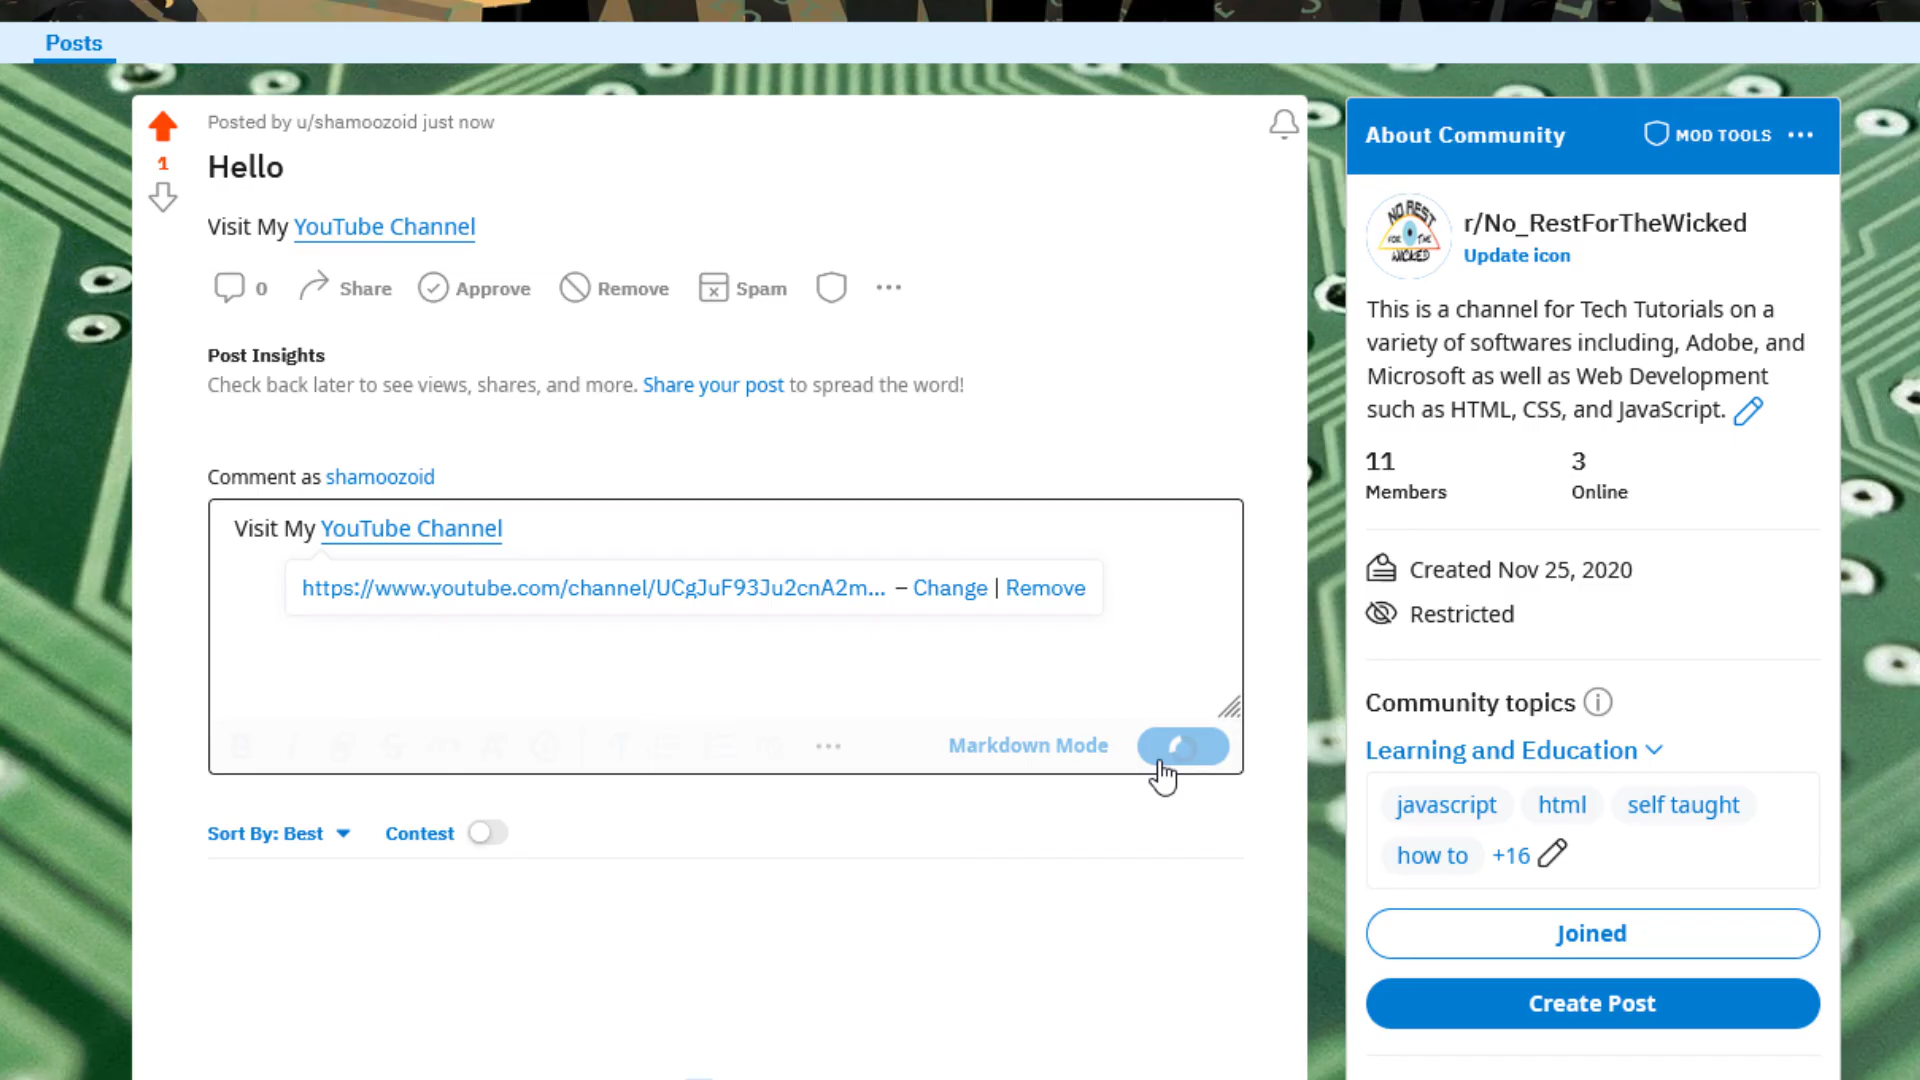 Posts
Posted by u/shamoozoid just now
1
Hello
Visit My YouTube Channel
0 Share Approve Remove Spam
Post Insights
Check back later to see views, shares, and more. Share your post to spread the word!
Comment as shamoozoid
Visit My YouTube Channel
https://www.youtube.com/channel/UCgJuF93Ju2cnA2m... – Change | Remove
Markdown Mode
Sort By: Best
Contest
About Community
MOD TOOLS
NO REST
FOR THE
WICKED
r/No_RestForTheWicked
Update icon
This is a channel for Tech Tutorials on a
variety of softwares including, Adobe, and
Microsoft as well as Web Development
such as HTML, CSS, and JavaScript.
11
Members
3
Online
Created Nov 25, 2020
Restricted
Community topics
Learning and Education
javascript html self taught
how to +16
Joined
Create Post